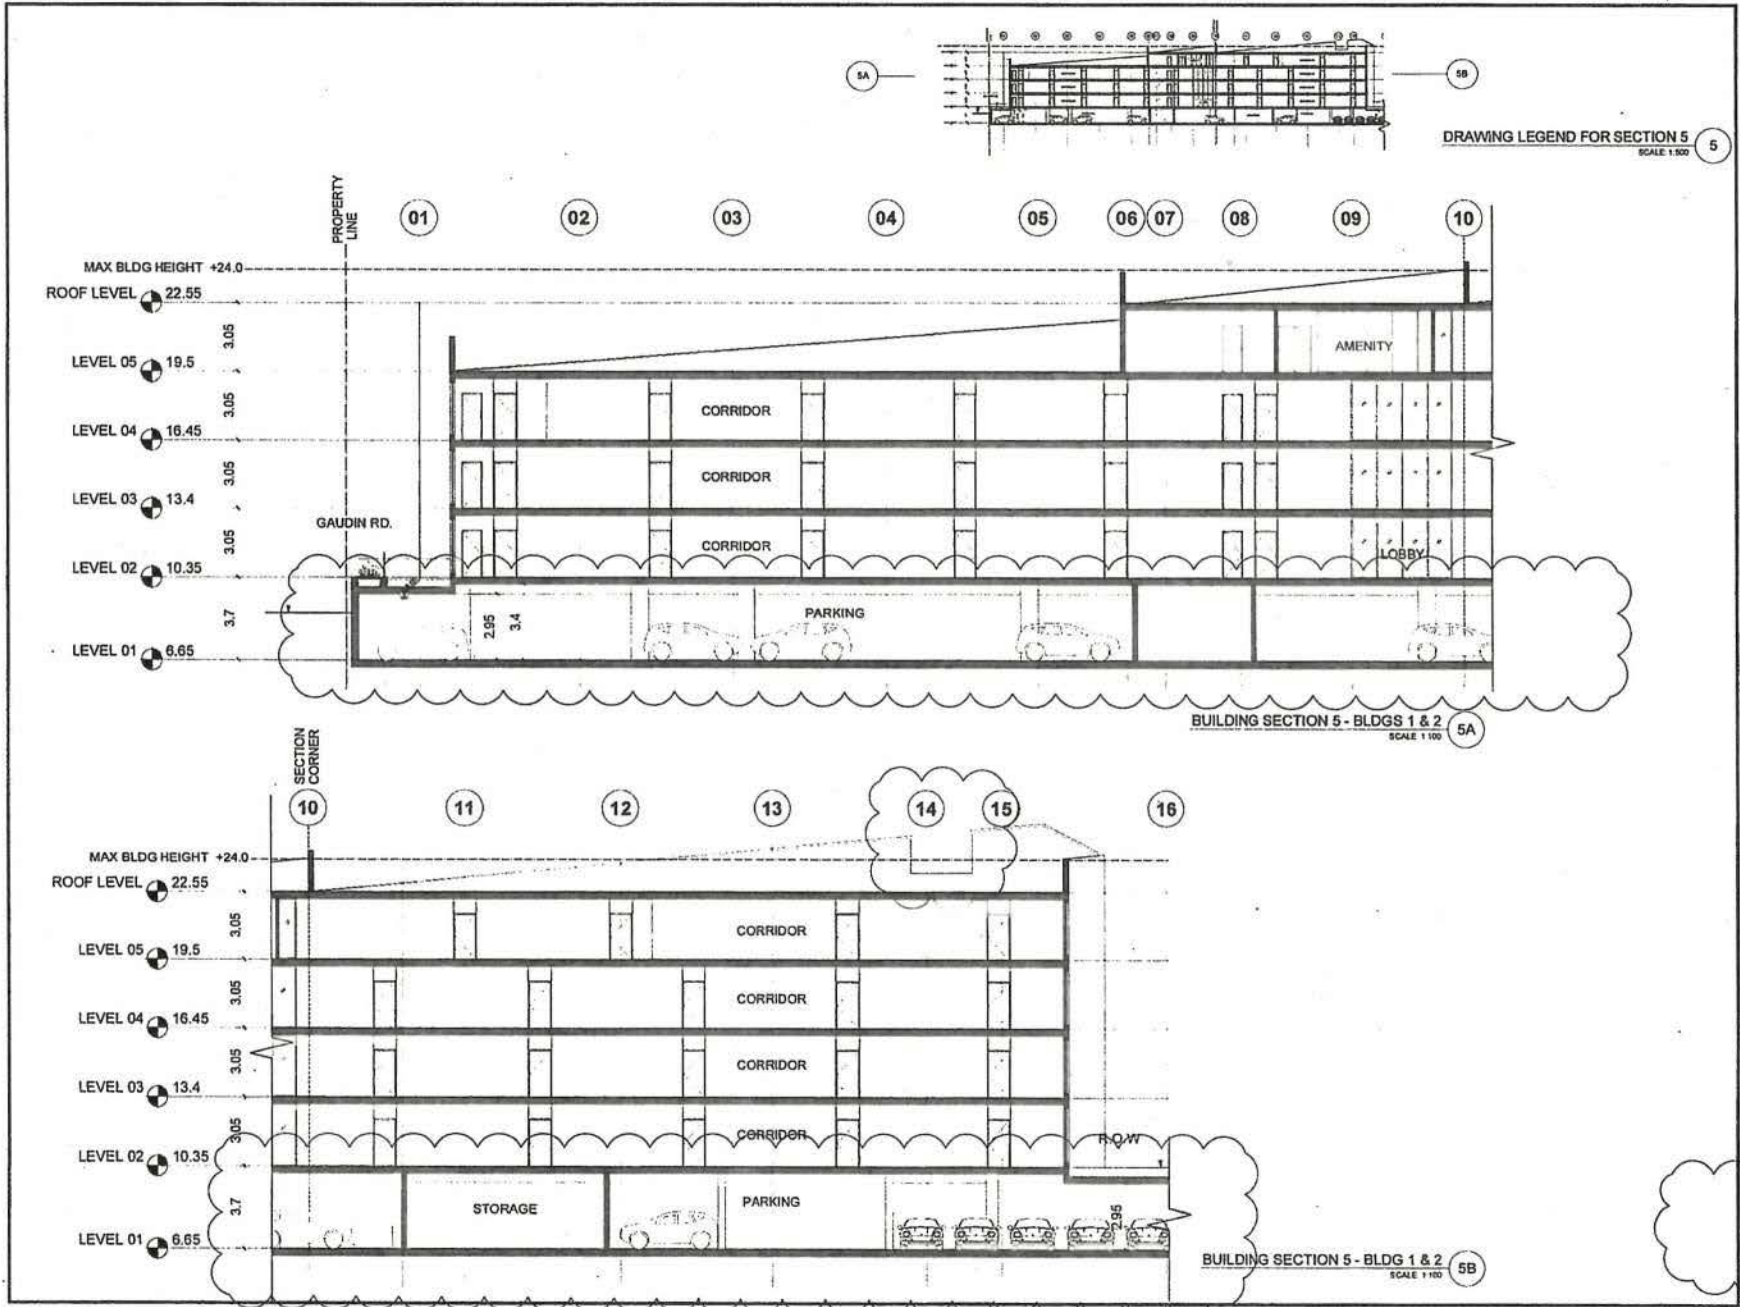 5A
5B
DRAWING LEGEND FOR SECTION 5
SCALE: 1:500
5
PROPERTY
LINE
01 02 03 04 05 06 07 08 09 10
MAX BLDG HEIGHT +24.0
ROOF LEVEL 22.55
3.05
AMENITY
LEVEL 05 19.5
3.05
CORRIDOR
LEVEL 04 16.45
3.05
CORRIDOR
LEVEL 03 13.4
GAUDIN RD.
3.05
CORRIDOR
LOBBY
LEVEL 02 10.35
3.7
2.95
3.4
PARKING
LEVEL 01 6.65
BUILDING SECTION 5 - BLDGS 1 & 2
SCALE 1:100
5A
SECTION
CORNER
10 11 12 13 14 15 16
MAX BLDG HEIGHT +24.0
ROOF LEVEL 22.55
3.05
CORRIDOR
LEVEL 05 19.5
3.05
CORRIDOR
LEVEL 04 16.45
3.05
CORRIDOR
LEVEL 03 13.4
3.05
CORRIDOR
R.O.W
LEVEL 02 10.35
3.7
STORAGE
PARKING
2.95
LEVEL 01 6.65
BUILDING SECTION 5 - BLDG 1 & 2
SCALE 1:100
5B